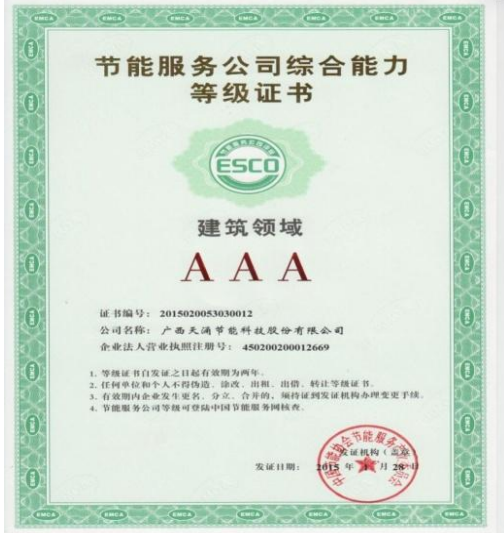 节能服务公司综合能力
等级证书
ESCO
建筑领域
AAA
证书编号：2015020053030012
公司名称：广西天涌节能科技股份有限公司
企业法人营业执照注册号：450200200012669
1. 等级证书自发证之日起有效期为两年.
2. 任何单位和个人不得伪造、涂改、出租、出借、转让等级证书.
3. 有效期内企业发生更名、分立、合并的，须持证到发证机构办理变更手续.
4. 节能服务公司等级可登陆中国节能服务网核查.
发证机构（盖章）
发证日期： 2015 年 月 28 日
EMCA